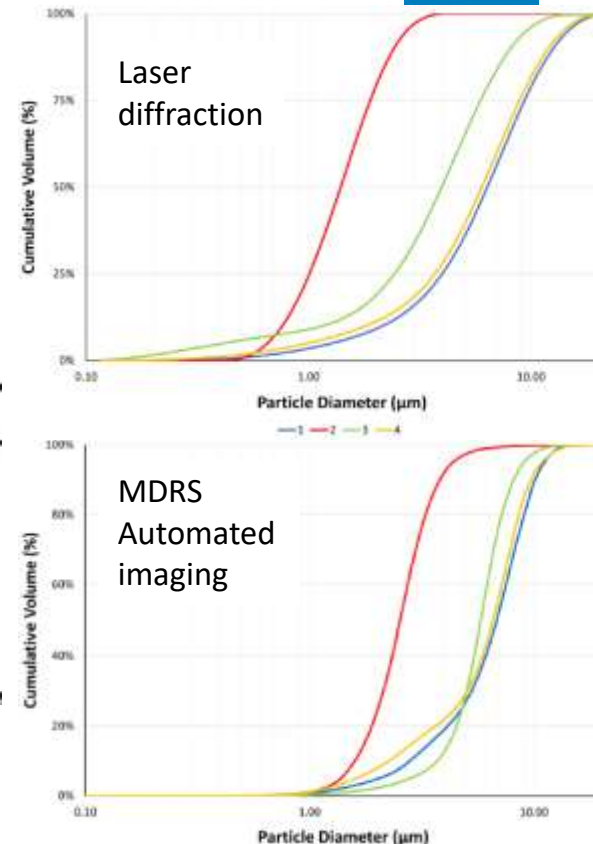 100%
Laser
diffraction
75%
50%
25%
0%
Cumulative Volume (%)
0.10 1.00 10.00
Particle Diameter (µm)
1 2 3 4
100%
MDRS
Automated
imaging
80%
60%
40%
20%
0%
Cumulative Volume (%)
0.10 1.00 10.00
Particle Diameter (µm)